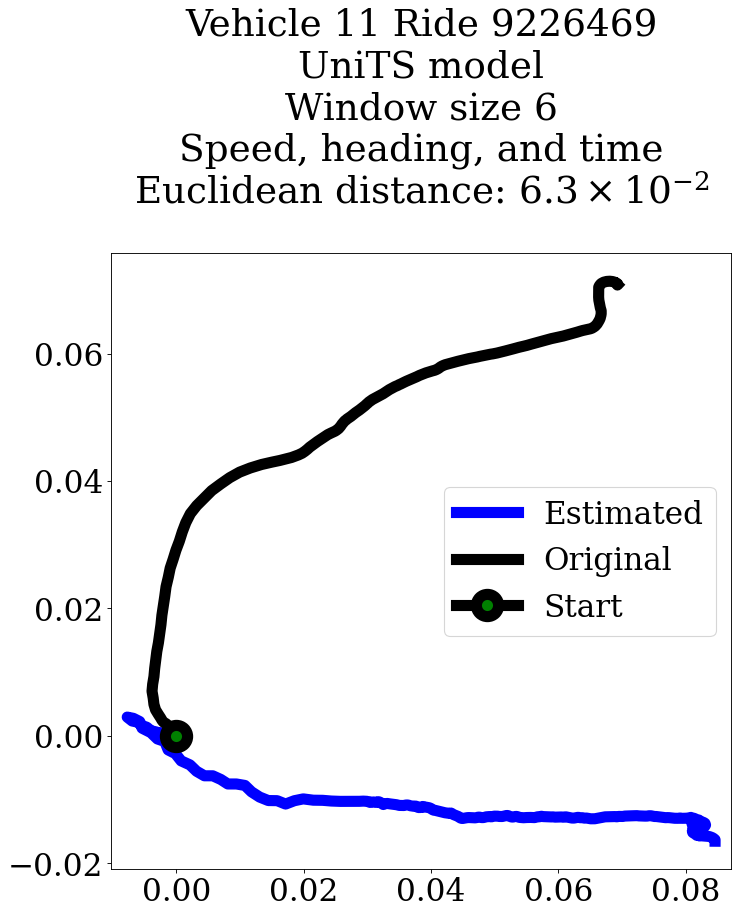 Vehicle 11 Ride 9226469
UniTS model
Window size 6
Speed, heading, and time
Euclidean distance: 6.3 × 10⁻²
0.06
0.04
0.02
0.00
−0.02
Estimated
Original
Start
0.00 0.02 0.04 0.06 0.08